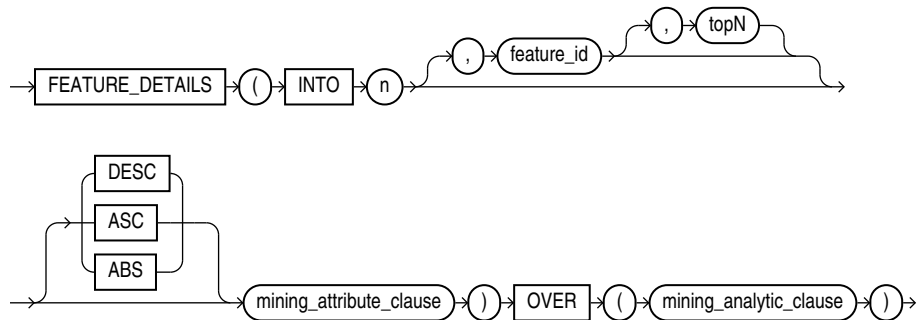 , topN
, feature_id
FEATURE_DETAILS ( INTO n
DESC
ASC
ABS
mining_attribute_clause ) OVER ( mining_analytic_clause )